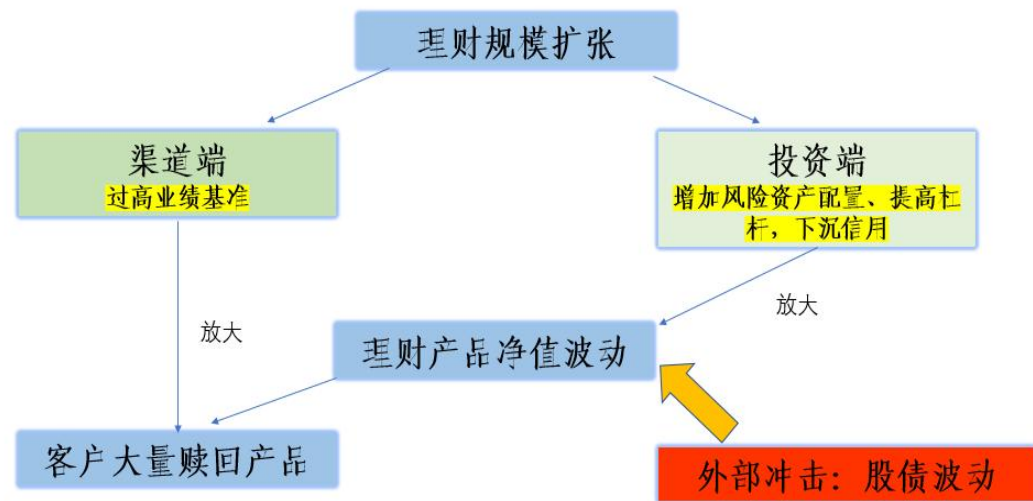 理财规模扩张
渠道端
过高业绩基准
投资端
增加风险资产配置、提高杠
杆，下沉信用
放大
放大
理财产品净值波动
客户大量赎回产品
外部冲击：股债波动